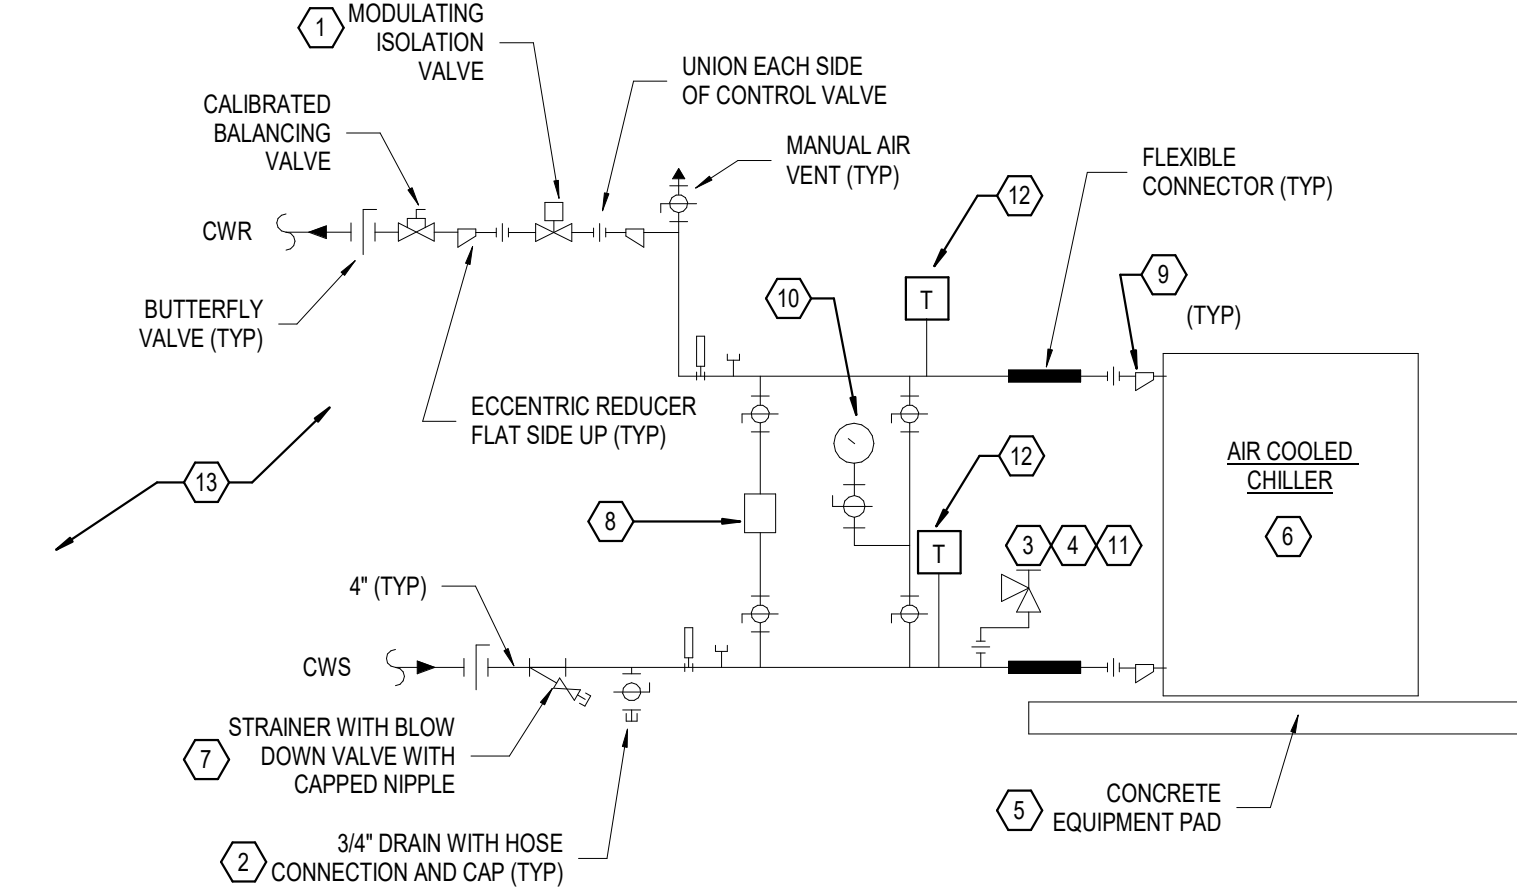 1
MODULATING
ISOLATION
VALVE
UNION EACH SIDE
OF CONTROL VALVE
CALIBRATED
BALANCING
VALVE
MANUAL AIR
VENT (TYP)
FLEXIBLE
CONNECTOR (TYP)
12
CWR
9
(TYP)
10
T
BUTTERFLY
VALVE (TYP)
ECCENTRIC REDUCER
FLAT SIDE UP (TYP)
13
12
AIR COOLED
CHILLER
6
8
T
3
4
11
4" (TYP)
CWS
7
STRAINER WITH BLOW
DOWN VALVE WITH
CAPPED NIPPLE
5
CONCRETE
EQUIPMENT PAD
2
3/4" DRAIN WITH HOSE
CONNECTION AND CAP (TYP)